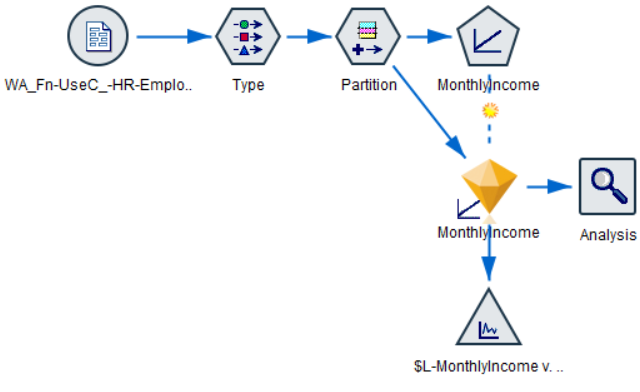 WA_Fn-UseC_-HR-Emplo..
Type
Partition
MonthlyIncome
MonthlyIncome
Analysis
$L-MonthlyIncome v. ..